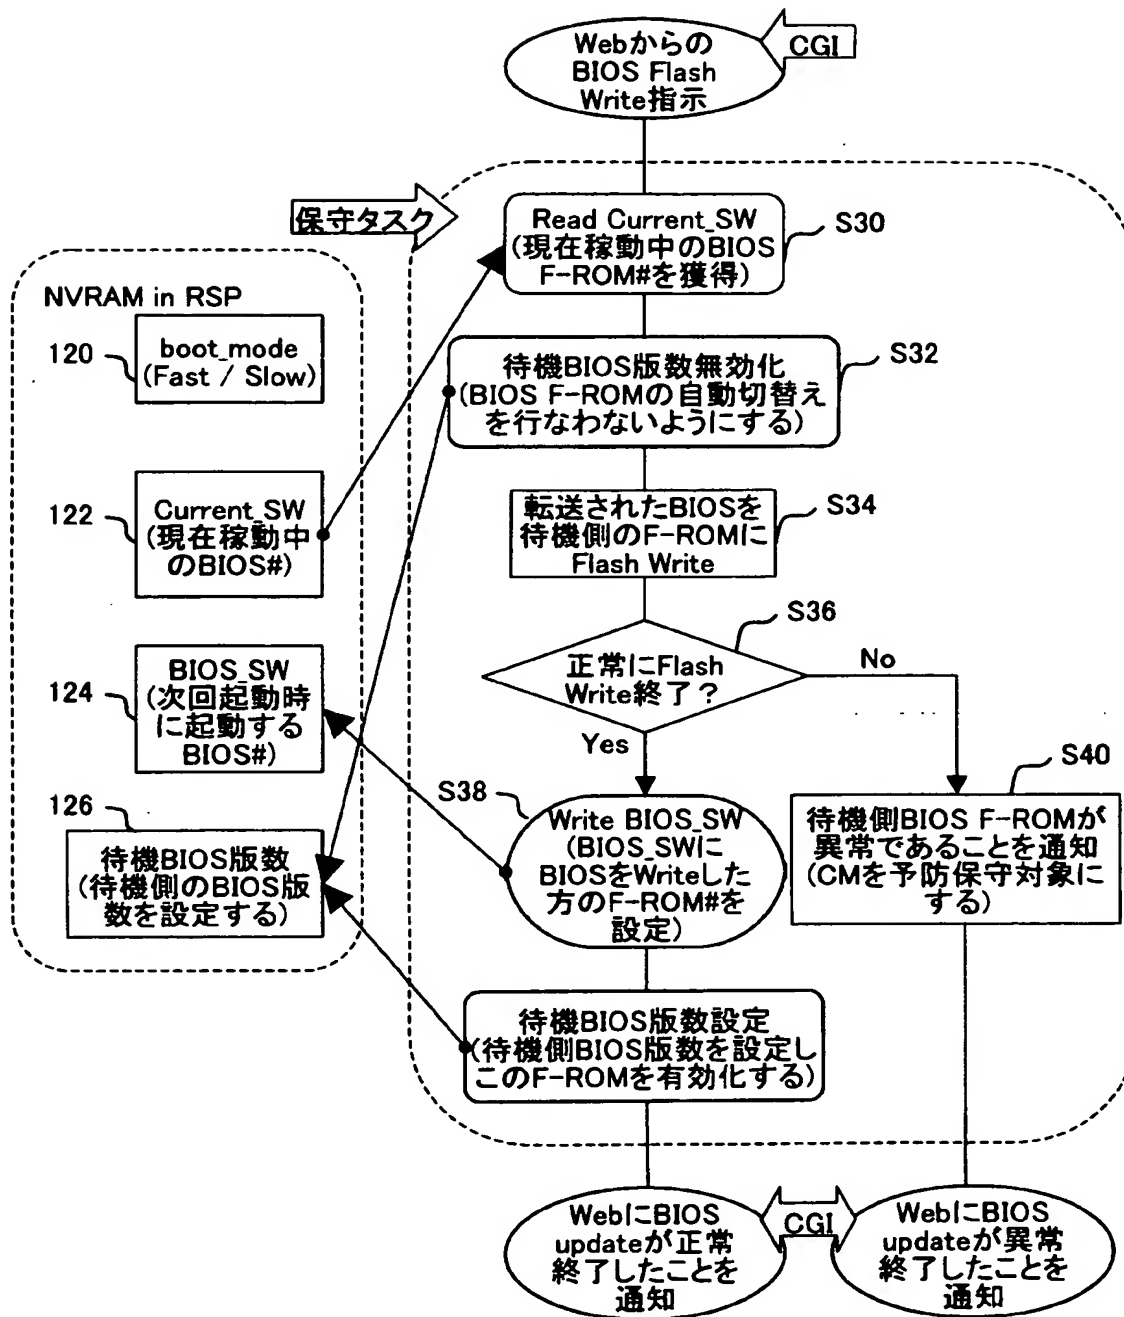 Webからの
BIOS Flash
Write指示
CGI
保守タスク
Read Current_SW
(現在稼動中のBIOS
F-ROM#を獲得)
S30
NVRAM in RSP
120
boot_mode
(Fast / Slow)
待機BIOS版数無効化
(BIOS F-ROMの自動切替え
を行なわないようにする)
S32
122
Current_SW
(現在稼動中
のBIOS#)
転送されたBIOSを
待機側のF-ROMに
Flash Write
S34
S36
正常にFlash
Write終了？
No
Yes
124
BIOS_SW
(次回起動時
に起動する
BIOS#)
S38
Write BIOS_SW
(BIOS_SWに
BIOSをWriteした
方のF-ROM#を
設定)
S40
待機側BIOS F-ROMが
異常であることを通知
(CMを予防保守対象に
する)
126
待機BIOS版数
(待機側のBIOS版
数を設定する)
待機BIOS版数設定
(待機側BIOS版数を設定し
このF-ROMを有効化する)
WebにBIOS
updateが正常
終了したことを
通知
CGI
WebにBIOS
updateが異常
終了したことを
通知